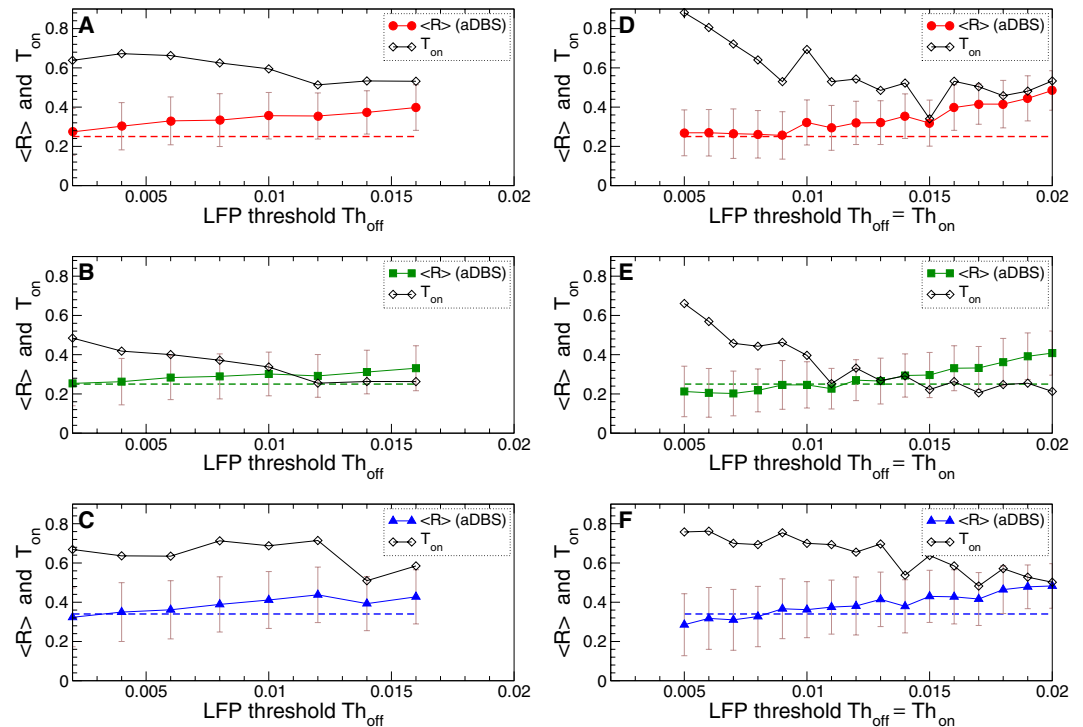 A
<R> and T_on
0.8
0.6
0.4
0.2
0
<R> (aDBS)
T_on
0.005
0.01
0.015
0.02
LFP threshold Th_off
D
<R> and T_on
0.8
0.6
0.4
0.2
0
<R> (aDBS)
T_on
0.005
0.01
0.015
0.02
LFP threshold Th_off = Th_on
B
<R> and T_on
0.8
0.6
0.4
0.2
0
<R> (aDBS)
T_on
0.005
0.01
0.015
0.02
LFP threshold Th_off
E
<R> and T_on
0.8
0.6
0.4
0.2
0
<R> (aDBS)
T_on
0.005
0.01
0.015
0.02
LFP threshold Th_off = Th_on
C
<R> and T_on
0.8
0.6
0.4
0.2
0
<R> (aDBS)
T_on
0.005
0.01
0.015
0.02
LFP threshold Th_off
F
<R> and T_on
0.8
0.6
0.4
0.2
0
<R> (aDBS)
T_on
0.005
0.01
0.015
0.02
LFP threshold Th_off = Th_on